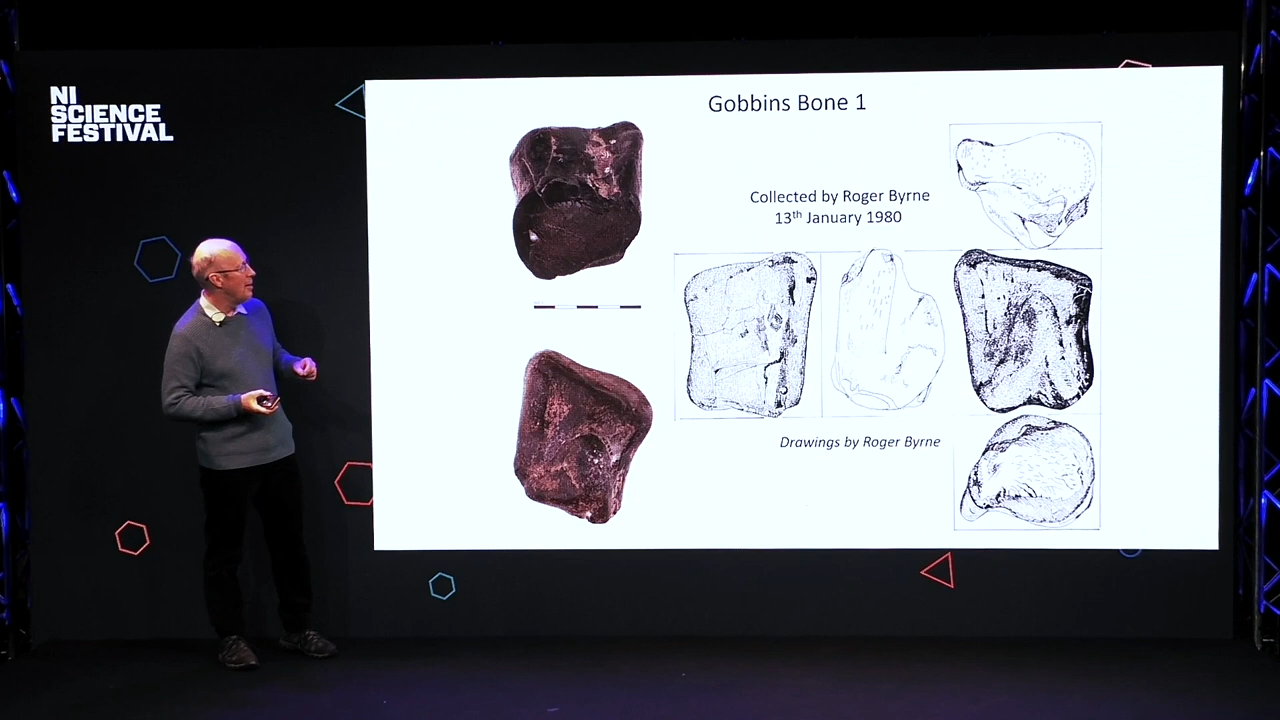 NI
SCIENCE
FESTIVAL
Gobbins Bone 1
Collected by Roger Byrne
13th January 1980
Drawings by Roger Byrne